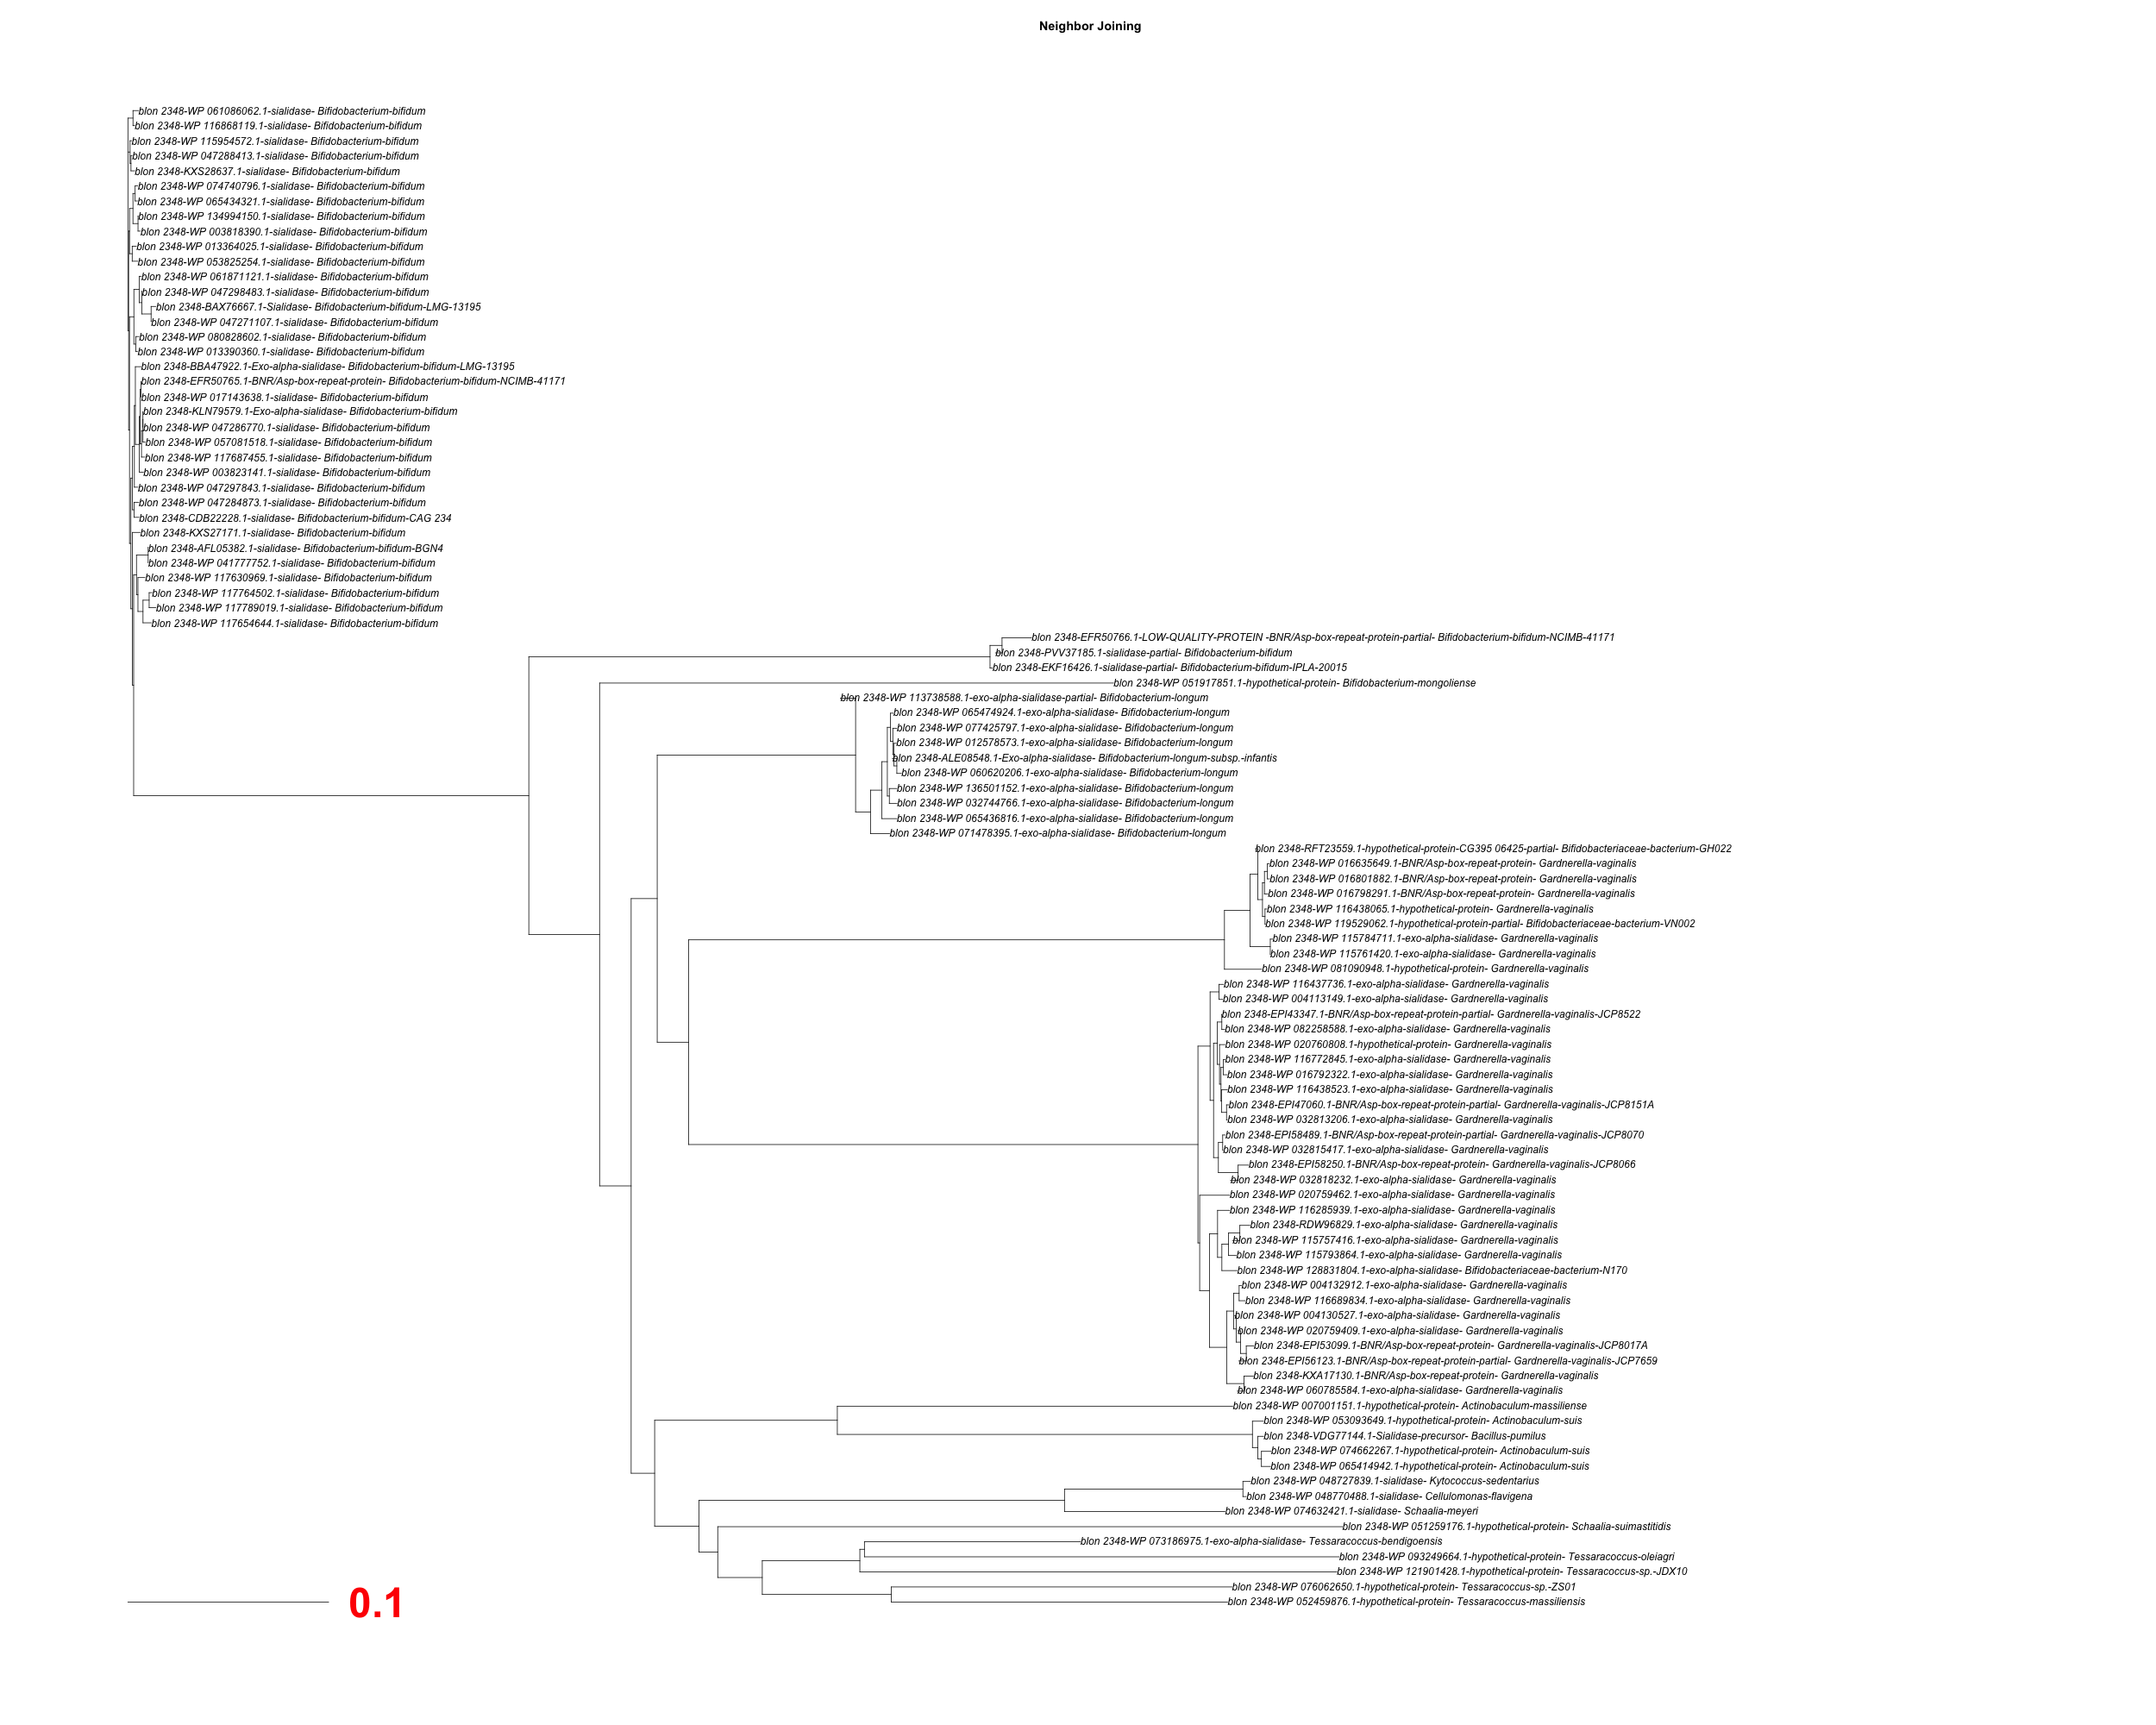 Neighbor Joining
blon 2348-WP 061086062.1-sialidase- Bifidobacterium-bifidum
blon 2348-WP 116868119.1-sialidase- Bifidobacterium-bifidum
blon 2348-WP 115954572.1-sialidase- Bifidobacterium-bifidum
blon 2348-WP 047288413.1-sialidase- Bifidobacterium-bifidum
blon 2348-KXS28637.1-sialidase- Bifidobacterium-bifidum
blon 2348-WP 074740796.1-sialidase- Bifidobacterium-bifidum
blon 2348-WP 065434321.1-sialidase- Bifidobacterium-bifidum
blon 2348-WP 134994150.1-sialidase- Bifidobacterium-bifidum
blon 2348-WP 003818390.1-sialidase- Bifidobacterium-bifidum
blon 2348-WP 013364025.1-sialidase- Bifidobacterium-bifidum
blon 2348-WP 053825254.1-sialidase- Bifidobacterium-bifidum
blon 2348-WP 061871121.1-sialidase- Bifidobacterium-bifidum
blon 2348-WP 047298483.1-sialidase- Bifidobacterium-bifidum
blon 2348-BAX76667.1-Sialidase- Bifidobacterium-bifidum-LMG-13195
blon 2348-WP 047271107.1-sialidase- Bifidobacterium-bifidum
blon 2348-WP 080828602.1-sialidase- Bifidobacterium-bifidum
blon 2348-WP 013390360.1-sialidase- Bifidobacterium-bifidum
blon 2348-BBA47922.1-Exo-alpha-sialidase- Bifidobacterium-bifidum-LMG-13195
blon 2348-EFR50765.1-BNR/Asp-box-repeat-protein- Bifidobacterium-bifidum-NCIMB-41171
blon 2348-WP 017143638.1-sialidase- Bifidobacterium-bifidum
blon 2348-KLN79579.1-Exo-alpha-sialidase- Bifidobacterium-bifidum
blon 2348-WP 047286770.1-sialidase- Bifidobacterium-bifidum
blon 2348-WP 057081518.1-sialidase- Bifidobacterium-bifidum
blon 2348-WP 117687455.1-sialidase- Bifidobacterium-bifidum
blon 2348-WP 003823141.1-sialidase- Bifidobacterium-bifidum
blon 2348-WP 047297843.1-sialidase- Bifidobacterium-bifidum
blon 2348-WP 047284873.1-sialidase- Bifidobacterium-bifidum
blon 2348-CDB22228.1-sialidase- Bifidobacterium-bifidum-CAG 234
blon 2348-KXS27171.1-sialidase- Bifidobacterium-bifidum
blon 2348-AFL05382.1-sialidase- Bifidobacterium-bifidum-BGN4
blon 2348-WP 041777752.1-sialidase- Bifidobacterium-bifidum
blon 2348-WP 117630969.1-sialidase- Bifidobacterium-bifidum
blon 2348-WP 117764502.1-sialidase- Bifidobacterium-bifidum
blon 2348-WP 117789019.1-sialidase- Bifidobacterium-bifidum
blon 2348-WP 117654644.1-sialidase- Bifidobacterium-bifidum
blon 2348-EFR50766.1-LOW-QUALITY-PROTEIN -BNR/Asp-box-repeat-protein-partial- Bifidobacterium-bifidum-NCIMB-41171
blon 2348-PVV37185.1-sialidase-partial- Bifidobacterium-bifidum
blon 2348-EKF16426.1-sialidase-partial- Bifidobacterium-bifidum-IPLA-20015
blon 2348-WP 051917851.1-hypothetical-protein- Bifidobacterium-mongoliense
blon 2348-WP 113738588.1-exo-alpha-sialidase-partial- Bifidobacterium-longum
blon 2348-WP 065474924.1-exo-alpha-sialidase- Bifidobacterium-longum
blon 2348-WP 077425797.1-exo-alpha-sialidase- Bifidobacterium-longum
blon 2348-WP 012578573.1-exo-alpha-sialidase- Bifidobacterium-longum
blon 2348-ALE08548.1-Exo-alpha-sialidase- Bifidobacterium-longum-subsp.-infantis
blon 2348-WP 060620206.1-exo-alpha-sialidase- Bifidobacterium-longum
blon 2348-WP 136501152.1-exo-alpha-sialidase- Bifidobacterium-longum
blon 2348-WP 032744766.1-exo-alpha-sialidase- Bifidobacterium-longum
blon 2348-WP 065436816.1-exo-alpha-sialidase- Bifidobacterium-longum
blon 2348-WP 071478395.1-exo-alpha-sialidase- Bifidobacterium-longum
blon 2348-RFT23559.1-hypothetical-protein-CG395 06425-partial- Bifidobacteriaceae-bacterium-GH022
blon 2348-WP 016635649.1-BNR/Asp-box-repeat-protein- Gardnerella-vaginalis
blon 2348-WP 016801882.1-BNR/Asp-box-repeat-protein- Gardnerella-vaginalis
blon 2348-WP 016798291.1-BNR/Asp-box-repeat-protein- Gardnerella-vaginalis
blon 2348-WP 116438065.1-hypothetical-protein- Gardnerella-vaginalis
blon 2348-WP 119529062.1-hypothetical-protein-partial- Bifidobacteriaceae-bacterium-VN002
blon 2348-WP 115784711.1-exo-alpha-sialidase- Gardnerella-vaginalis
blon 2348-WP 115761420.1-exo-alpha-sialidase- Gardnerella-vaginalis
blon 2348-WP 081090948.1-hypothetical-protein- Gardnerella-vaginalis
blon 2348-WP 116437736.1-exo-alpha-sialidase- Gardnerella-vaginalis
blon 2348-WP 004113149.1-exo-alpha-sialidase- Gardnerella-vaginalis
blon 2348-EPI43347.1-BNR/Asp-box-repeat-protein-partial- Gardnerella-vaginalis-JCP8522
blon 2348-WP 082258588.1-exo-alpha-sialidase- Gardnerella-vaginalis
blon 2348-WP 020760808.1-hypothetical-protein- Gardnerella-vaginalis
blon 2348-WP 116772845.1-exo-alpha-sialidase- Gardnerella-vaginalis
blon 2348-WP 016792322.1-exo-alpha-sialidase- Gardnerella-vaginalis
blon 2348-WP 116438523.1-exo-alpha-sialidase- Gardnerella-vaginalis
blon 2348-EPI47060.1-BNR/Asp-box-repeat-protein-partial- Gardnerella-vaginalis-JCP8151A
blon 2348-WP 032813206.1-exo-alpha-sialidase- Gardnerella-vaginalis
blon 2348-EPI58489.1-BNR/Asp-box-repeat-protein-partial- Gardnerella-vaginalis-JCP8070
blon 2348-WP 032815417.1-exo-alpha-sialidase- Gardnerella-vaginalis
blon 2348-EPI58250.1-BNR/Asp-box-repeat-protein- Gardnerella-vaginalis-JCP8066
blon 2348-WP 032818232.1-exo-alpha-sialidase- Gardnerella-vaginalis
blon 2348-WP 020759462.1-exo-alpha-sialidase- Gardnerella-vaginalis
blon 2348-WP 116285939.1-exo-alpha-sialidase- Gardnerella-vaginalis
blon 2348-RDW96829.1-exo-alpha-sialidase- Gardnerella-vaginalis
blon 2348-WP 115757416.1-exo-alpha-sialidase- Gardnerella-vaginalis
blon 2348-WP 115793864.1-exo-alpha-sialidase- Gardnerella-vaginalis
blon 2348-WP 128831804.1-exo-alpha-sialidase- Bifidobacteriaceae-bacterium-N170
blon 2348-WP 004132912.1-exo-alpha-sialidase- Gardnerella-vaginalis
blon 2348-WP 116689834.1-exo-alpha-sialidase- Gardnerella-vaginalis
blon 2348-WP 004130527.1-exo-alpha-sialidase- Gardnerella-vaginalis
blon 2348-WP 020759409.1-exo-alpha-sialidase- Gardnerella-vaginalis
blon 2348-EPI53099.1-BNR/Asp-box-repeat-protein- Gardnerella-vaginalis-JCP8017A
blon 2348-EPI56123.1-BNR/Asp-box-repeat-protein-partial- Gardnerella-vaginalis-JCP7659
blon 2348-KXA17130.1-BNR/Asp-box-repeat-protein- Gardnerella-vaginalis
blon 2348-WP 060785584.1-exo-alpha-sialidase- Gardnerella-vaginalis
blon 2348-WP 007001151.1-hypothetical-protein- Actinobaculum-massiliense
blon 2348-WP 053093649.1-hypothetical-protein- Actinobaculum-suis
blon 2348-VDG77144.1-Sialidase-precursor- Bacillus-pumilus
blon 2348-WP 074662267.1-hypothetical-protein- Actinobaculum-suis
blon 2348-WP 065414942.1-hypothetical-protein- Actinobaculum-suis
blon 2348-WP 048727839.1-sialidase- Kytococcus-sedentarius
blon 2348-WP 048770488.1-sialidase- Cellulomonas-flavigena
blon 2348-WP 074632421.1-sialidase- Schaalia-meyeri
blon 2348-WP 051259176.1-hypothetical-protein- Schaalia-suimastitidis
blon 2348-WP 073186975.1-exo-alpha-sialidase- Tessaracoccus-bendigoensis
blon 2348-WP 093249664.1-hypothetical-protein- Tessaracoccus-oleiagri
blon 2348-WP 121901428.1-hypothetical-protein- Tessaracoccus-sp.-JDX10
blon 2348-WP 076062650.1-hypothetical-protein- Tessaracoccus-sp.-ZS01
blon 2348-WP 052459876.1-hypothetical-protein- Tessaracoccus-massiliensis
0.1